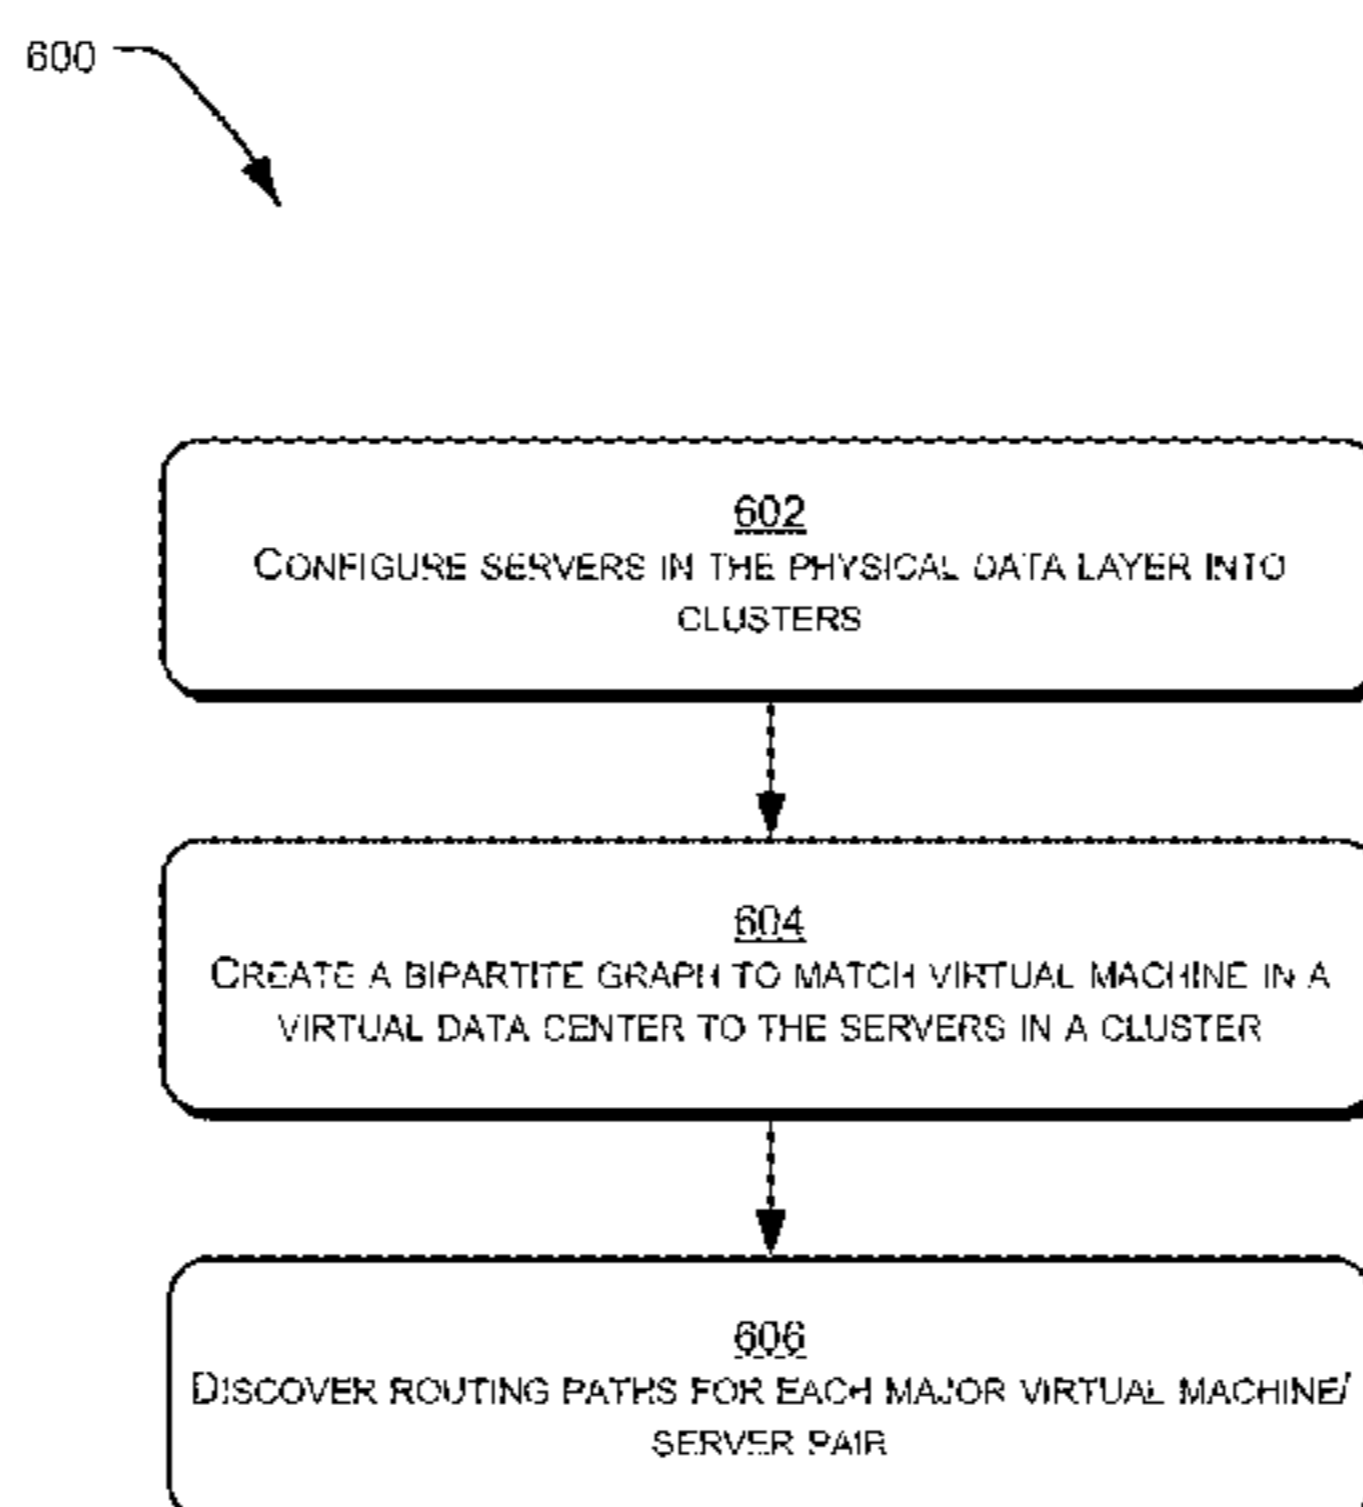 600
602
CONFIGURE SERVERS IN THE PHYSICAL DATA LAYER INTO
CLUSTERS
604
CREATE A BIPARTITE GRAPH TO MATCH VIRTUAL MACHINE IN A
VIRTUAL DATA CENTER TO THE SERVERS IN A CLUSTER
606
DISCOVER ROUTING PATHS FOR EACH MAJOR VIRTUAL MACHINE/
SERVER PAIR